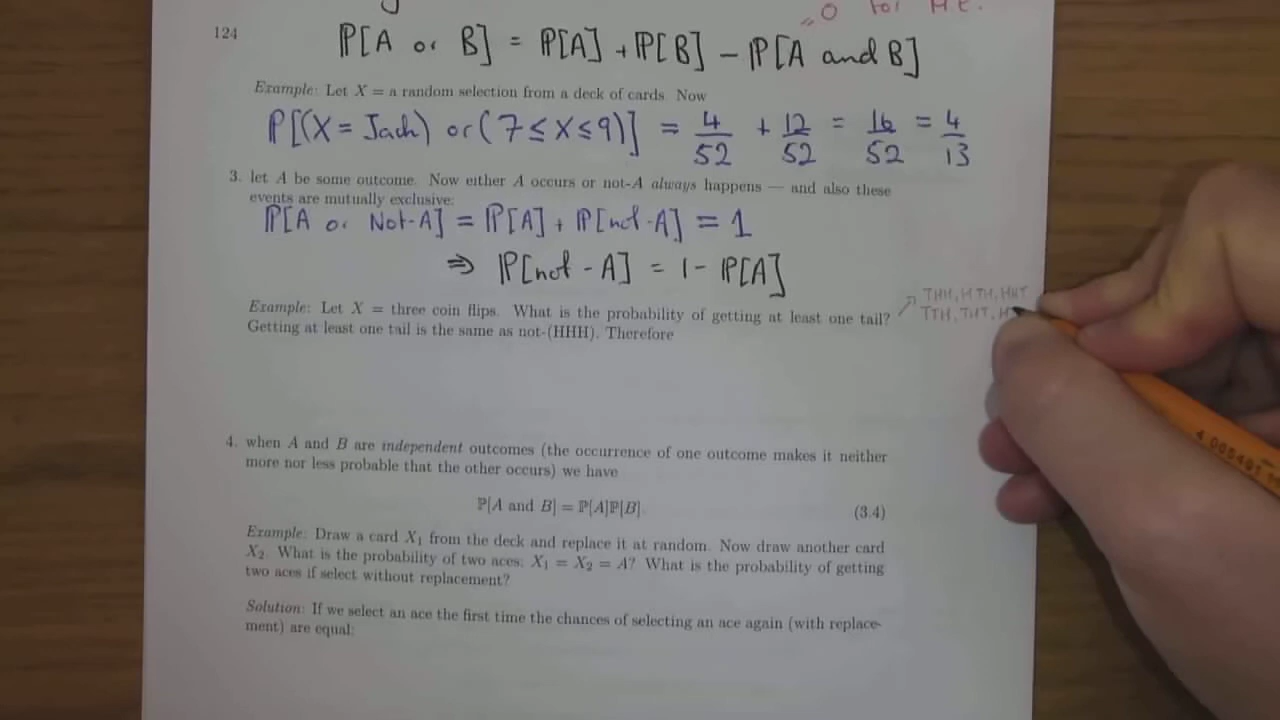 0 for M.E.
124
P[A or B] = P[A] + P[B] - P[A and B]
Example: Let X = a random selection from a deck of cards. Now
P[(X = Jack) or (7 ≤ X ≤ 9)] = 4/52 + 12/52 = 16/52 = 4/13
3. let A be some outcome. Now either A occurs or not-A always happens — and also these
events are mutually exclusive:
P[A or Not-A] = P[A] + P[not-A] = 1
⇒ P[not-A] = 1 - P[A]
Example: Let X = three coin flips. What is the probability of getting at least one tail?
THH, HTH, HHT
Getting at least one tail is the same as not-(HHH). Therefore
TTH, THT, H
4. when A and B are independent outcomes (the occurrence of one outcome makes it neither
more nor less probable that the other occurs) we have
P[A and B] = P[A]P[B]. (3.4)
Example: Draw a card X₁ from the deck and replace it at random. Now draw another card
X₂. What is the probability of two aces: X₁ = X₂ = A? What is the probability of getting
two aces if select without replacement?
Solution: If we select an ace the first time the chances of selecting an ace again (with replace-
ment) are equal: